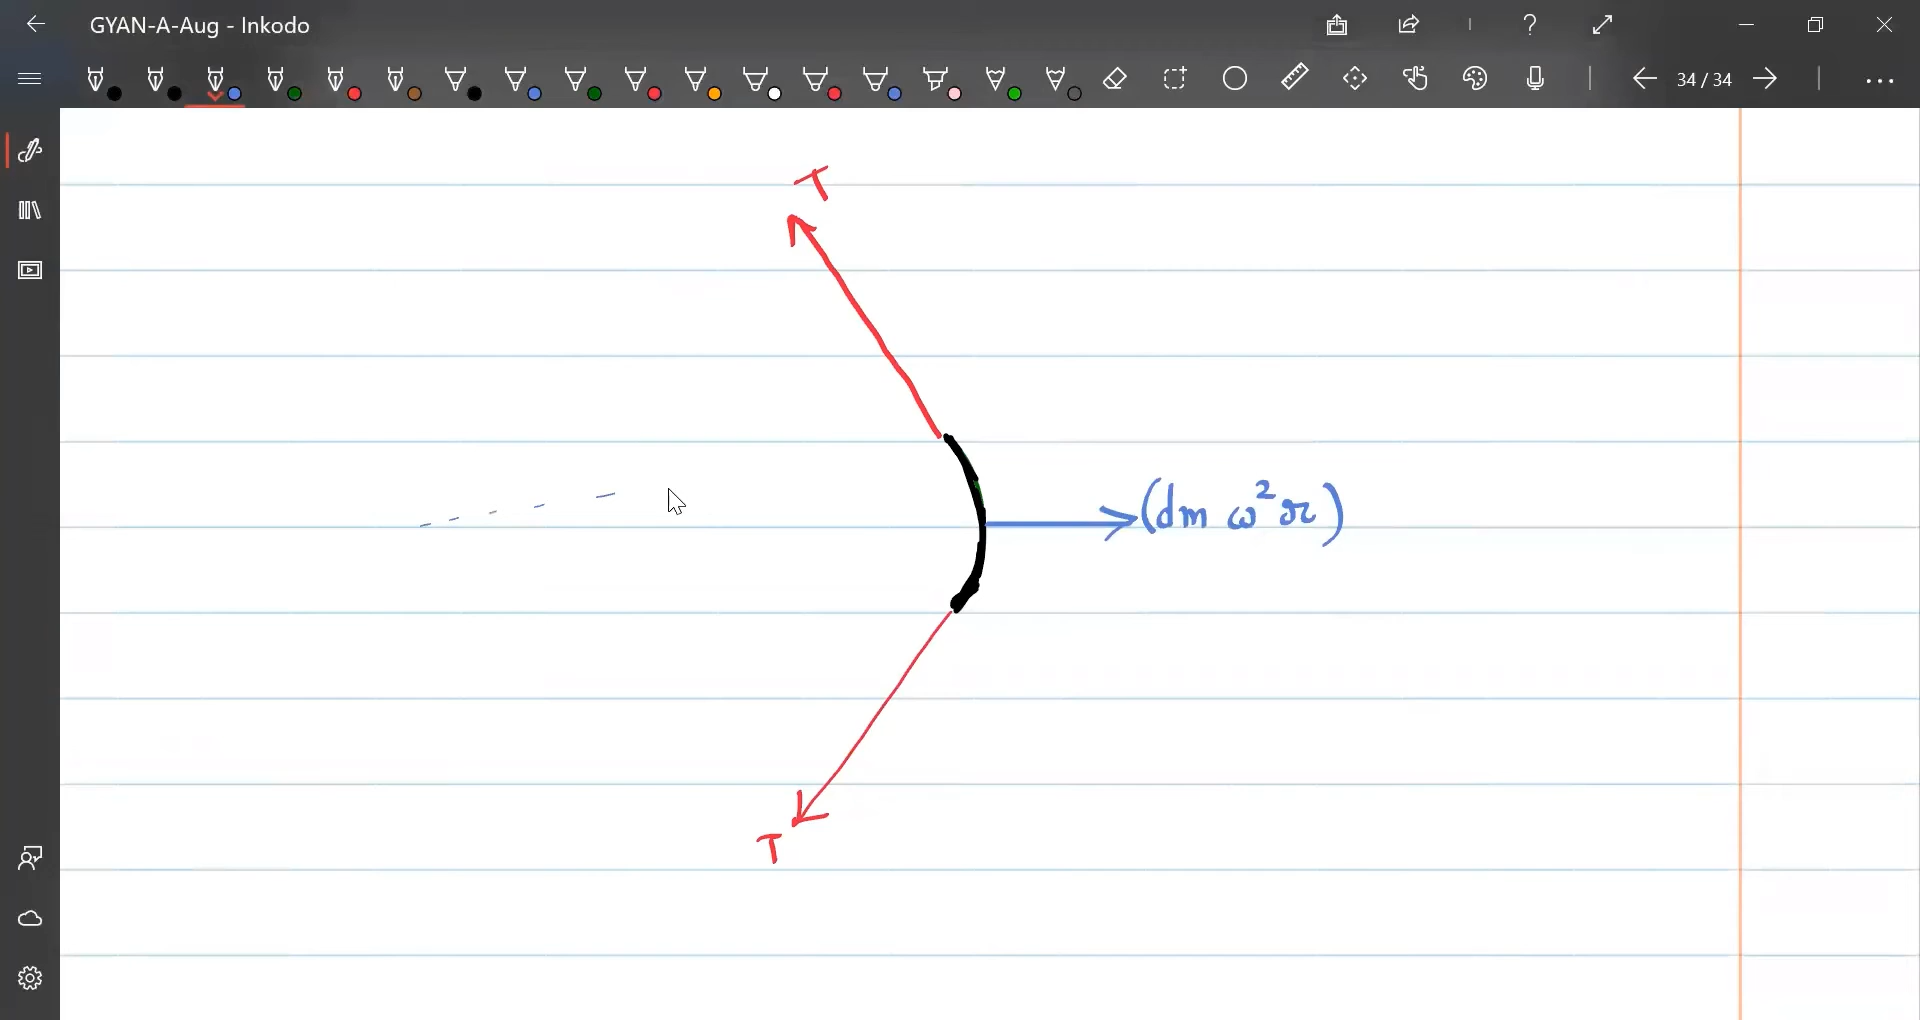 GYAN-A-Aug - Inkodo
34 / 34
T
(dm ω²r)
T